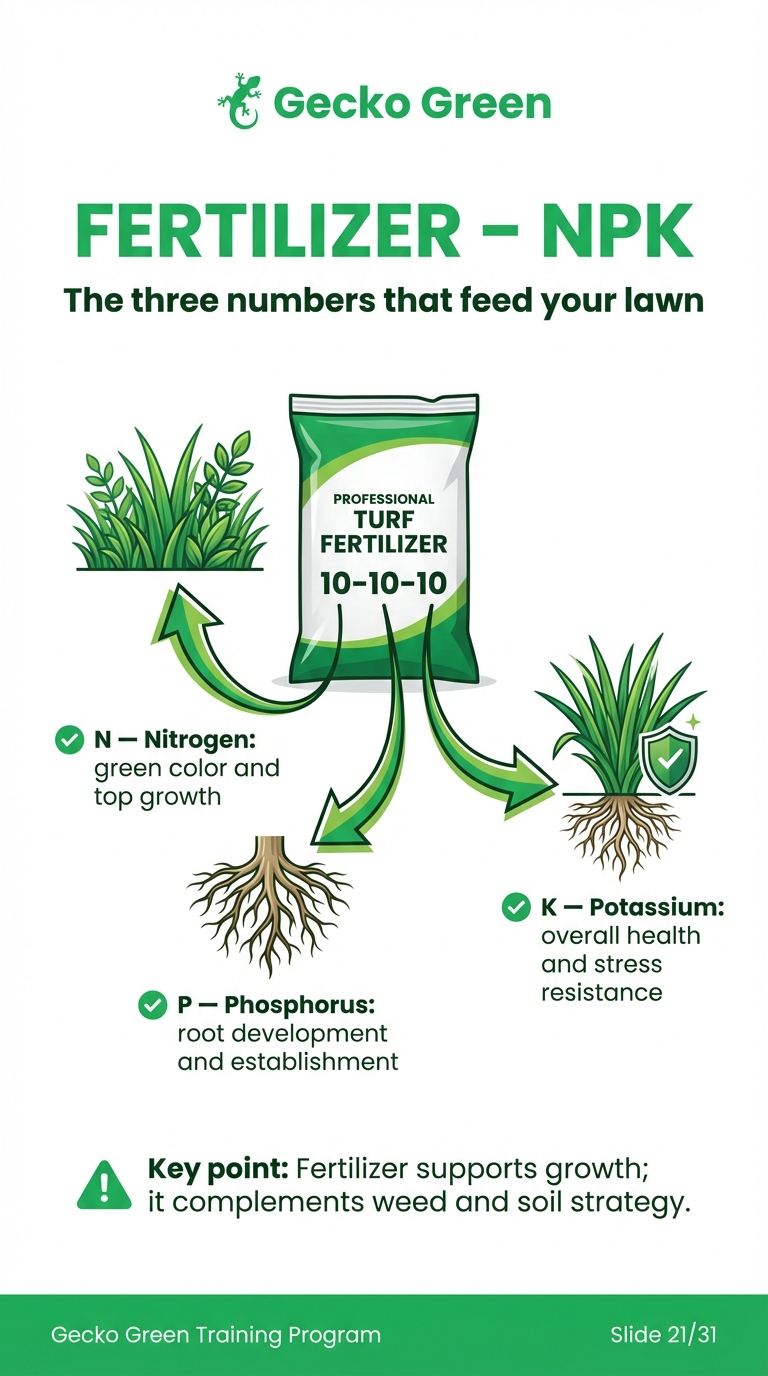 Gecko Green
FERTILIZER – NPK
The three numbers that feed your lawn
PROFESSIONAL
TURF
FERTILIZER
10-10-10
N — Nitrogen:
green color and
top growth
P — Phosphorus:
root development
and establishment
K — Potassium:
overall health
and stress
resistance
Key point: Fertilizer supports growth;
it complements weed and soil strategy.
Gecko Green Training Program
Slide 21/31